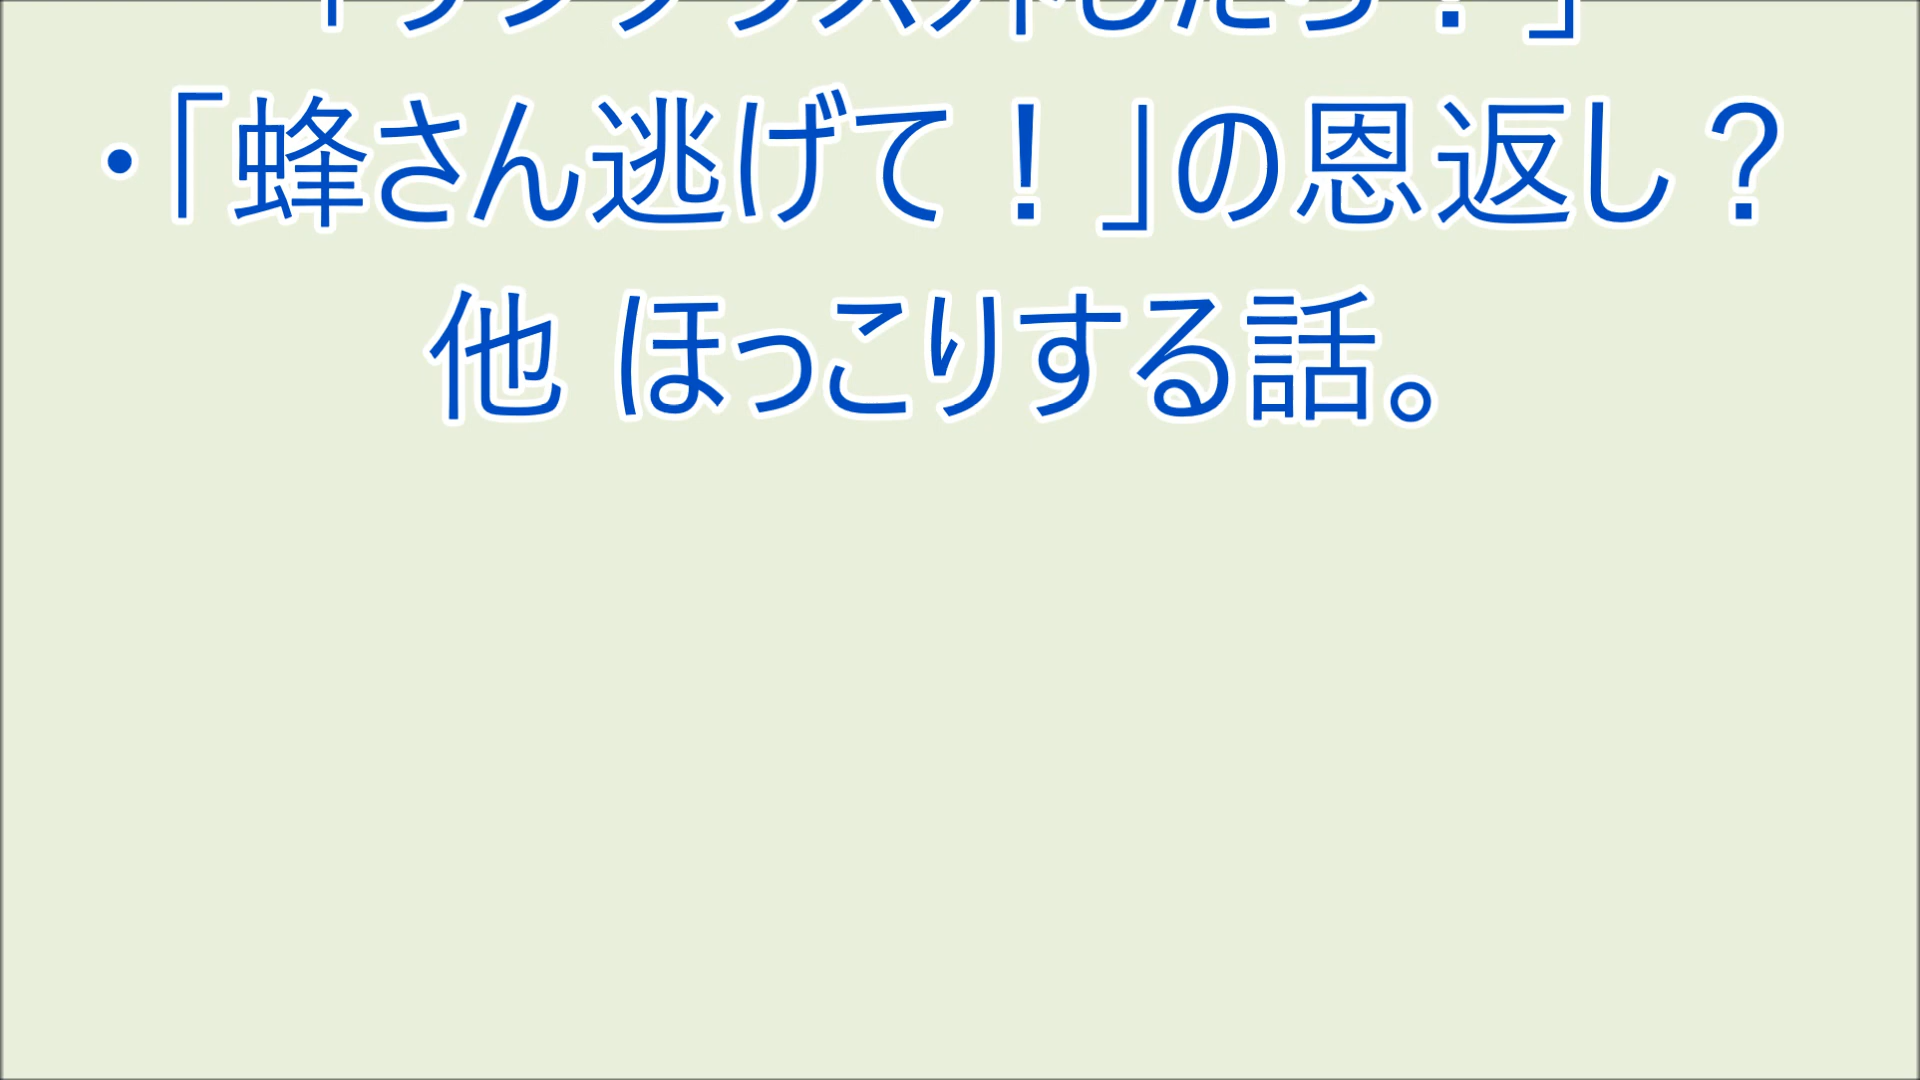 ・「蜂さん逃げて！」の恩返し？
他 ほっこりする話。